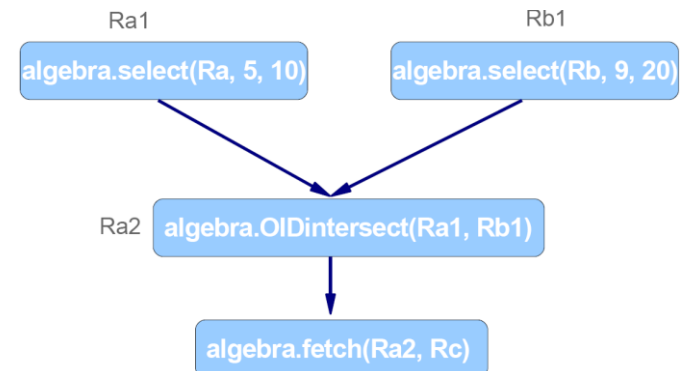 Ra1
Rb1
algebra.select(Ra, 5, 10)
algebra.select(Rb, 9, 20)
Ra2
algebra.OIDintersect(Ra1, Rb1)
algebra.fetch(Ra2, Rc)